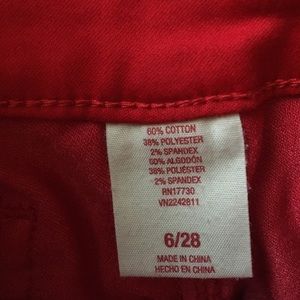 60% COTTON
38% POLYESTER
2% SPANDEX
60% ALGODÓN
38% POLIÉSTER
2% SPANDEX
RN17730
VN2242811
6/28
MADE IN CHINA
HECHO EN CHINA